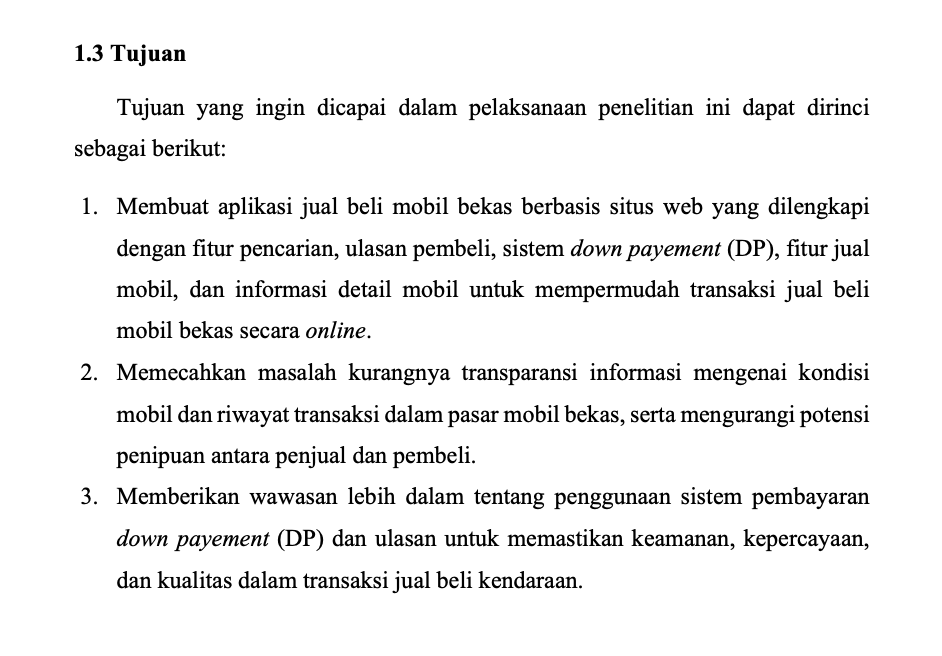 1.3 Tujuan
Tujuan yang ingin dicapai dalam pelaksanaan penelitian ini dapat dirinci
sebagai berikut:
1. Membuat aplikasi jual beli mobil bekas berbasis situs web yang dilengkapi
dengan fitur pencarian, ulasan pembeli, sistem down payement (DP), fitur jual
mobil, dan informasi detail mobil untuk mempermudah transaksi jual beli
mobil bekas secara online.
2. Memecahkan masalah kurangnya transparansi informasi mengenai kondisi
mobil dan riwayat transaksi dalam pasar mobil bekas, serta mengurangi potensi
penipuan antara penjual dan pembeli.
3. Memberikan wawasan lebih dalam tentang penggunaan sistem pembayaran
down payement (DP) dan ulasan untuk memastikan keamanan, kepercayaan,
dan kualitas dalam transaksi jual beli kendaraan.